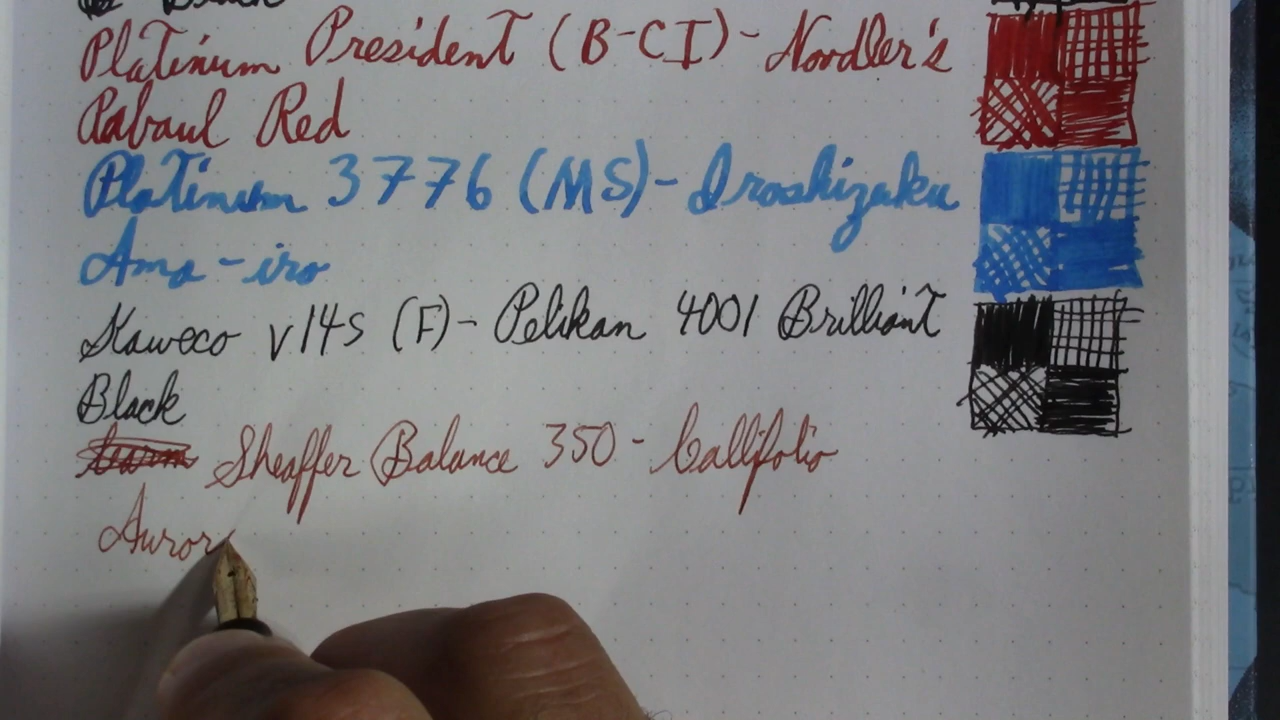 Black
Platinum President (B-CI) - Noodler's
Rabaul Red
Platinum 3776 (MS) - Iroshizuku
Ama-iro
Kaweco v14s (F) - Pelikan 4001 Brilliant
Black
Sheaffer Balance 350 - Callifolio
Auror